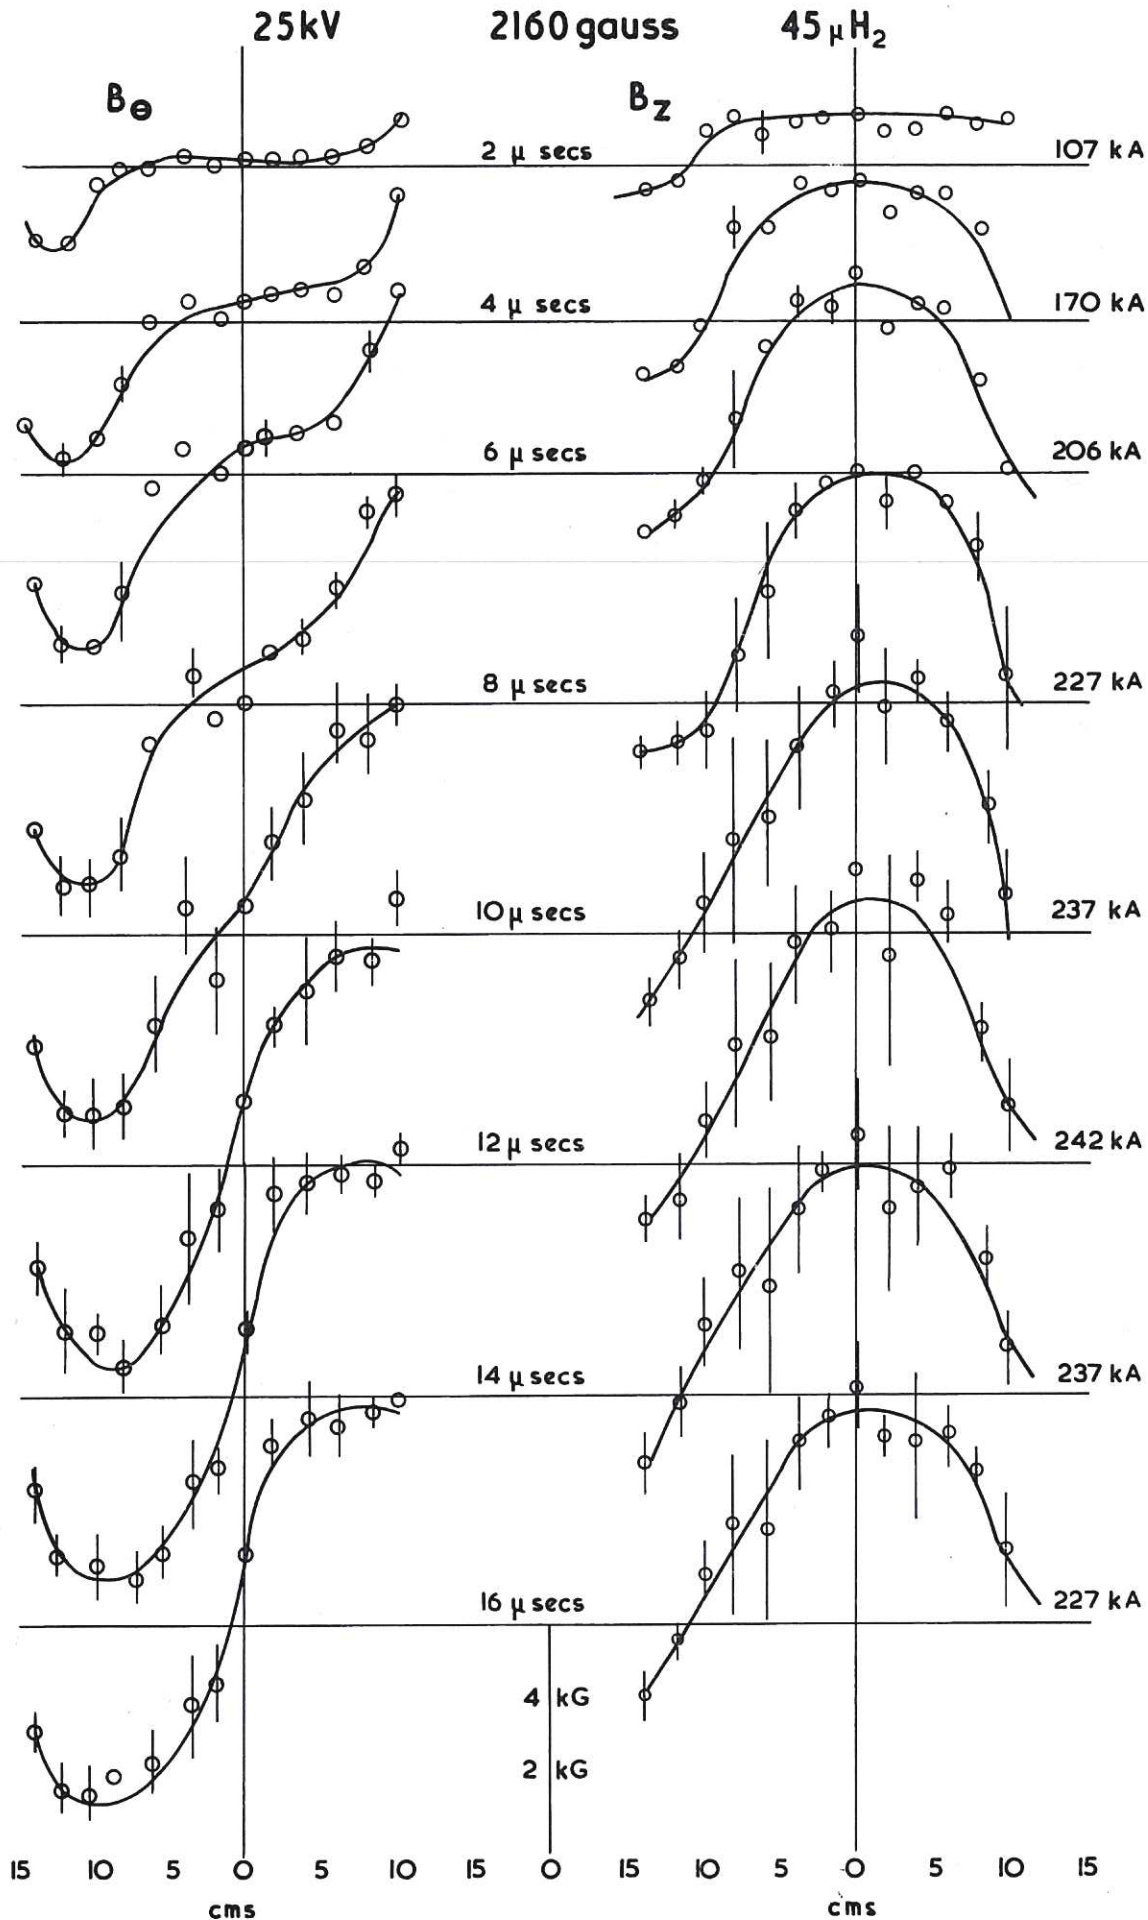 25kV 2160 gauss 45 μH₂
Bθ Bz
2 μ secs 107 kA
4 μ secs 170 kA
6 μ secs 206 kA
8 μ secs 227 kA
10 μ secs 237 kA
12 μ secs 242 kA
14 μ secs 237 kA
16 μ secs 227 kA
4 kG
2 kG
15 10 5 0 5 10 0 15 10 5 0 5 10 15
cms cms